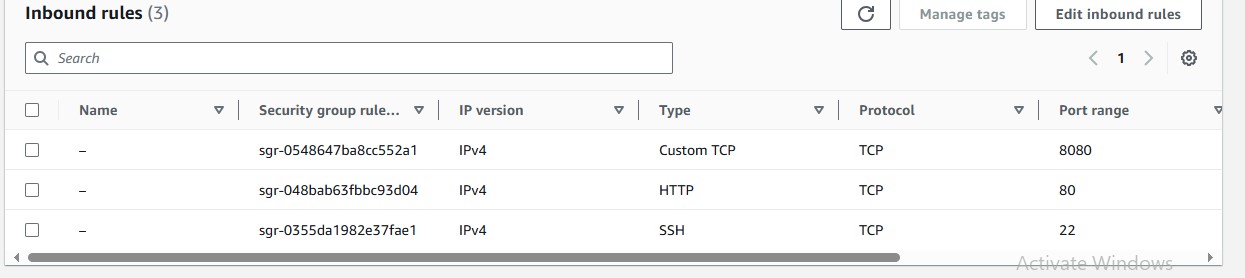 Inbound rules (3)
Manage tags
Edit inbound rules
Search
1
Name Security group rule... IP version Type Protocol Port range
– sgr-0548647ba8cc552a1 IPv4 Custom TCP TCP 8080
– sgr-048bab63fbbc93d04 IPv4 HTTP TCP 80
– sgr-0355da1982e37fae1 IPv4 SSH TCP 22
Activate Windows